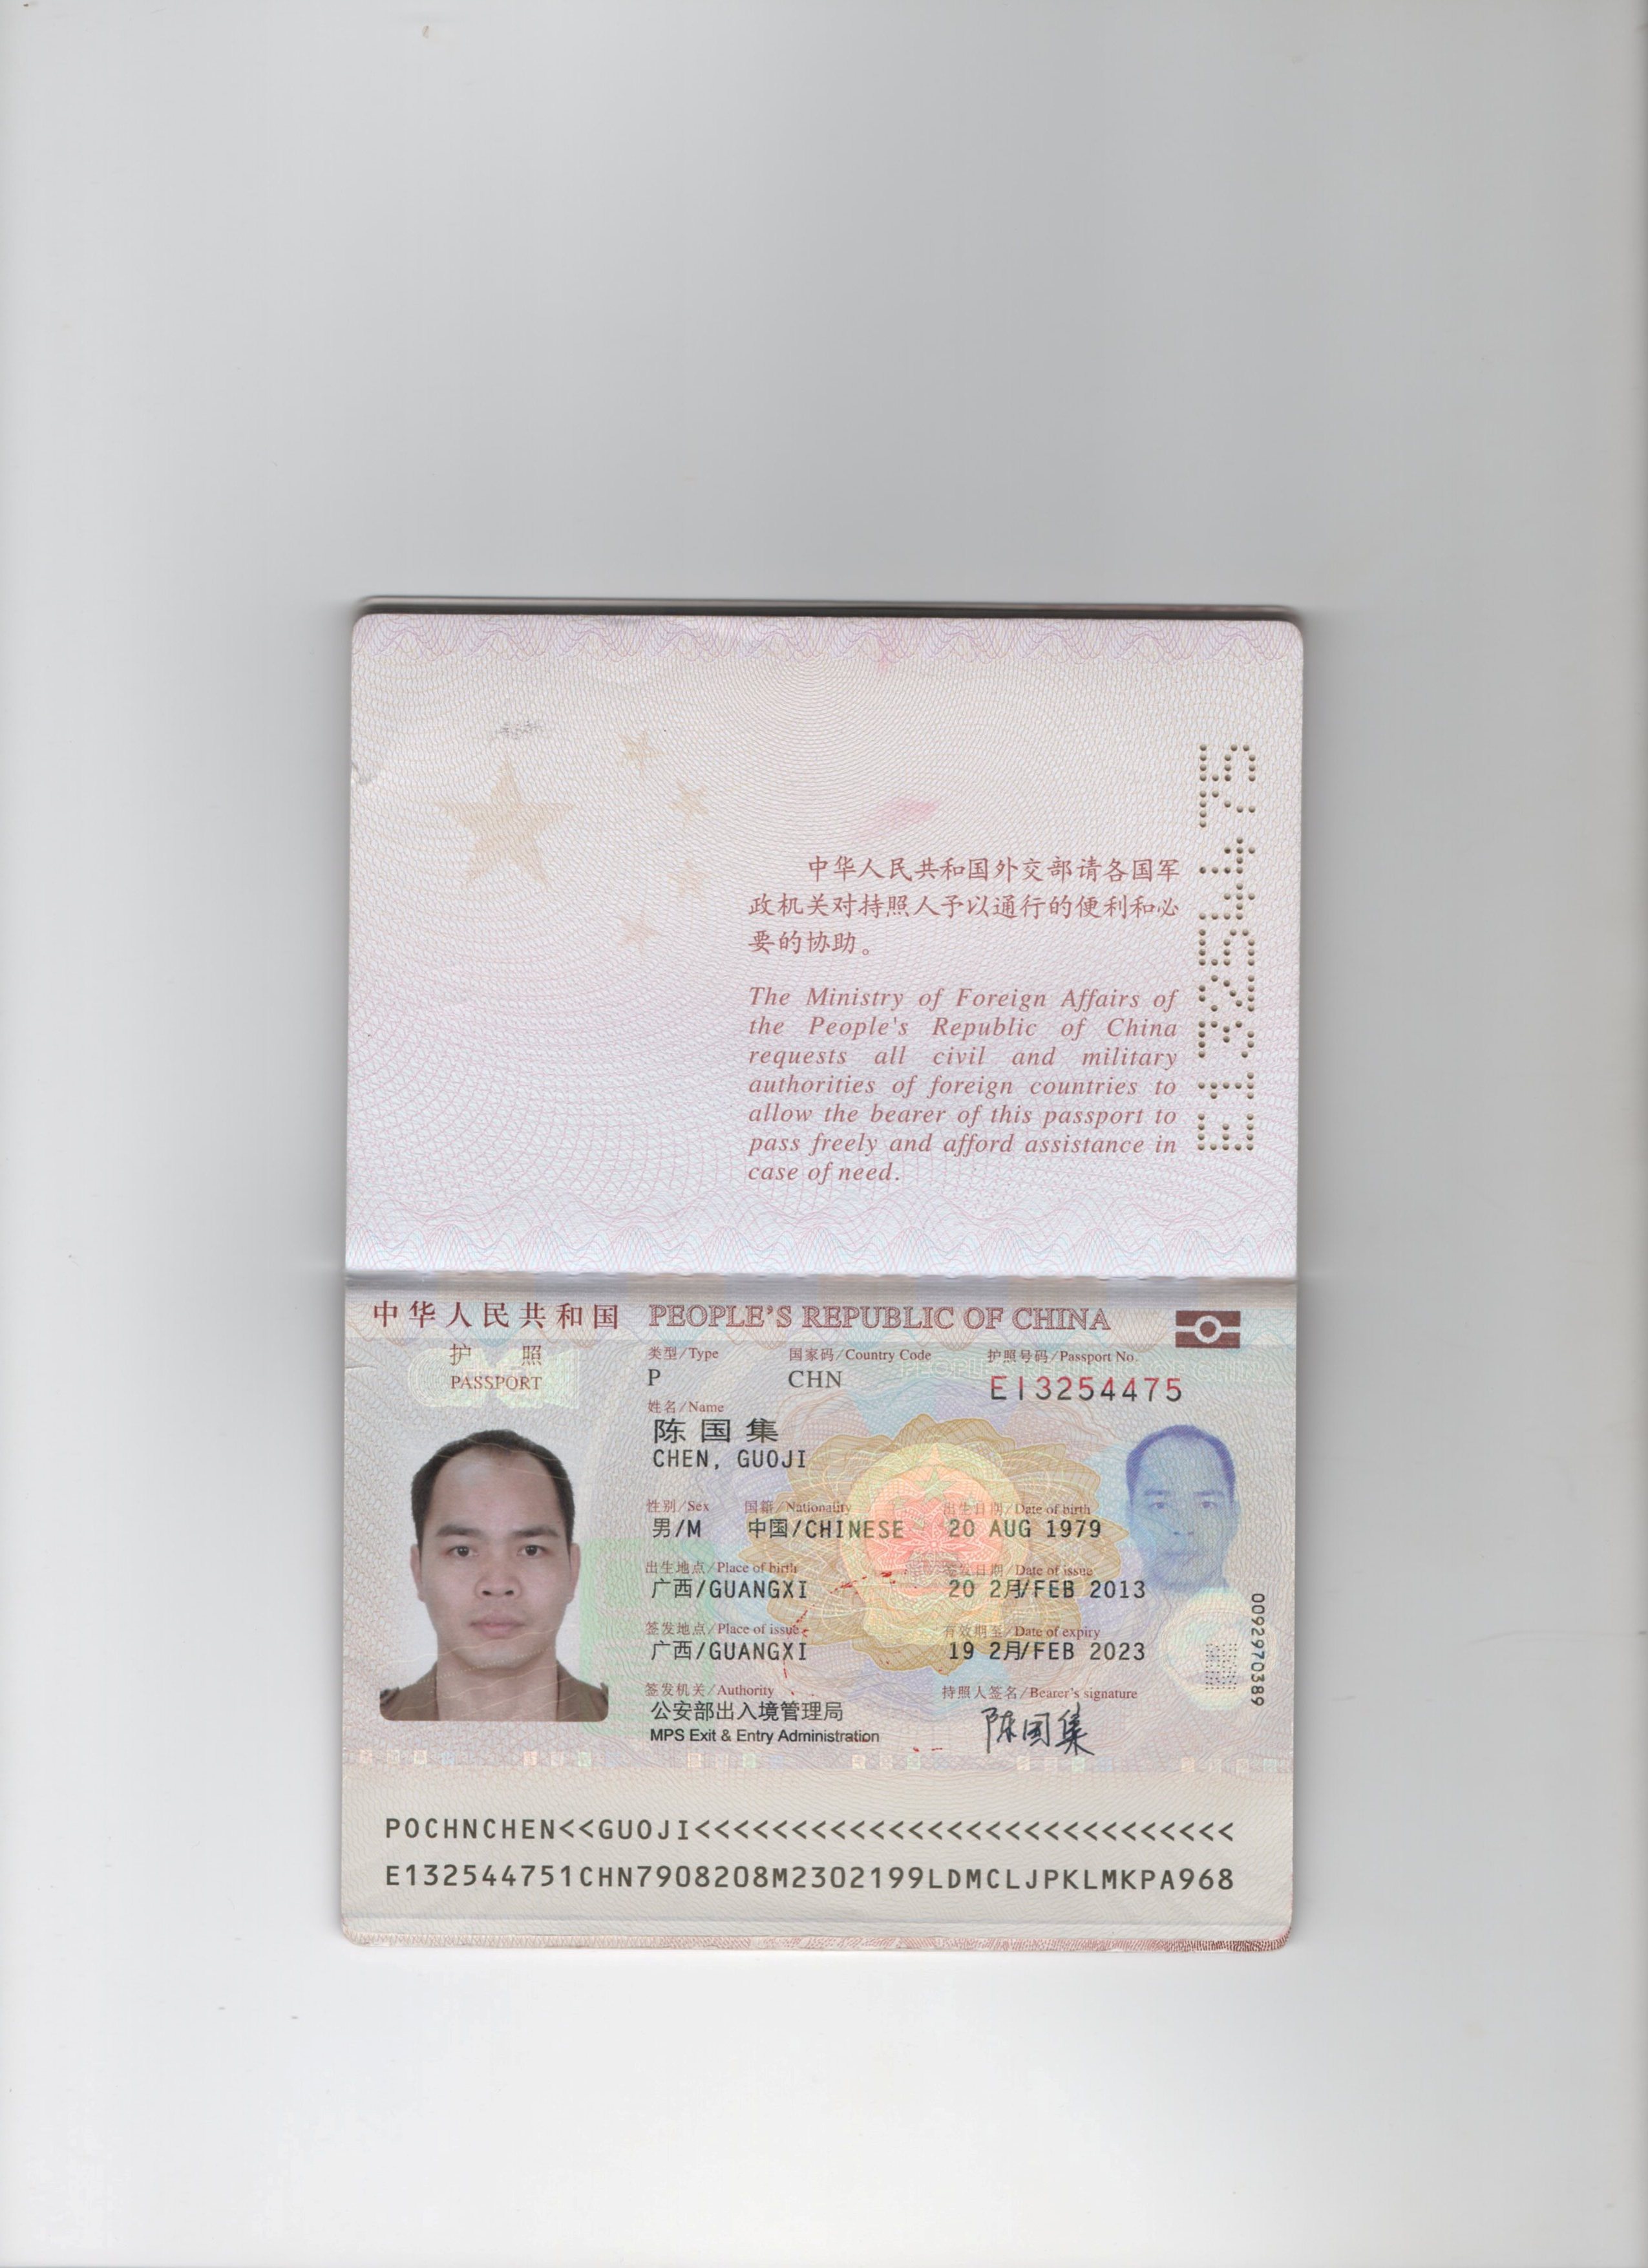 中华人民共和国外交部请各国军
政机关对持照人予以通行的便利和必
要的协助。
The Ministry of Foreign Affairs of
the People's Republic of China
requests all civil and military
authorities of foreign countries to
allow the bearer of this passport to
pass freely and afford assistance in
case of need.
E13254475
中华人民共和国 PEOPLE'S REPUBLIC OF CHINA
护 照
PASSPORT
类型/Type 国家码/Country Code 护照号码/Passport No.
P CHN E13254475
姓名/Name
陈国集
CHEN, GUOJI
性别/Sex 国籍/Nationality 出生日期/Date of birth
男/M 中国/CHINESE 20 AUG 1979
出生地点/Place of birth 签发日期/Date of issue
广西/GUANGXI 20 2月/FEB 2013
签发地点/Place of issue 有效期至/Date of expiry
广西/GUANGXI 19 2月/FEB 2023
签发机关/Authority 持照人签名/Bearer's signature
公安部出入境管理局
MPS Exit & Entry Administration
陈国集
0092970389
POCHNCHEN<<GUOJI<<<<<<<<<<<<<<<<<<<<<<<<<<<<
E132544751CHN7908208M2302199LDMCLJPKLMKPA968